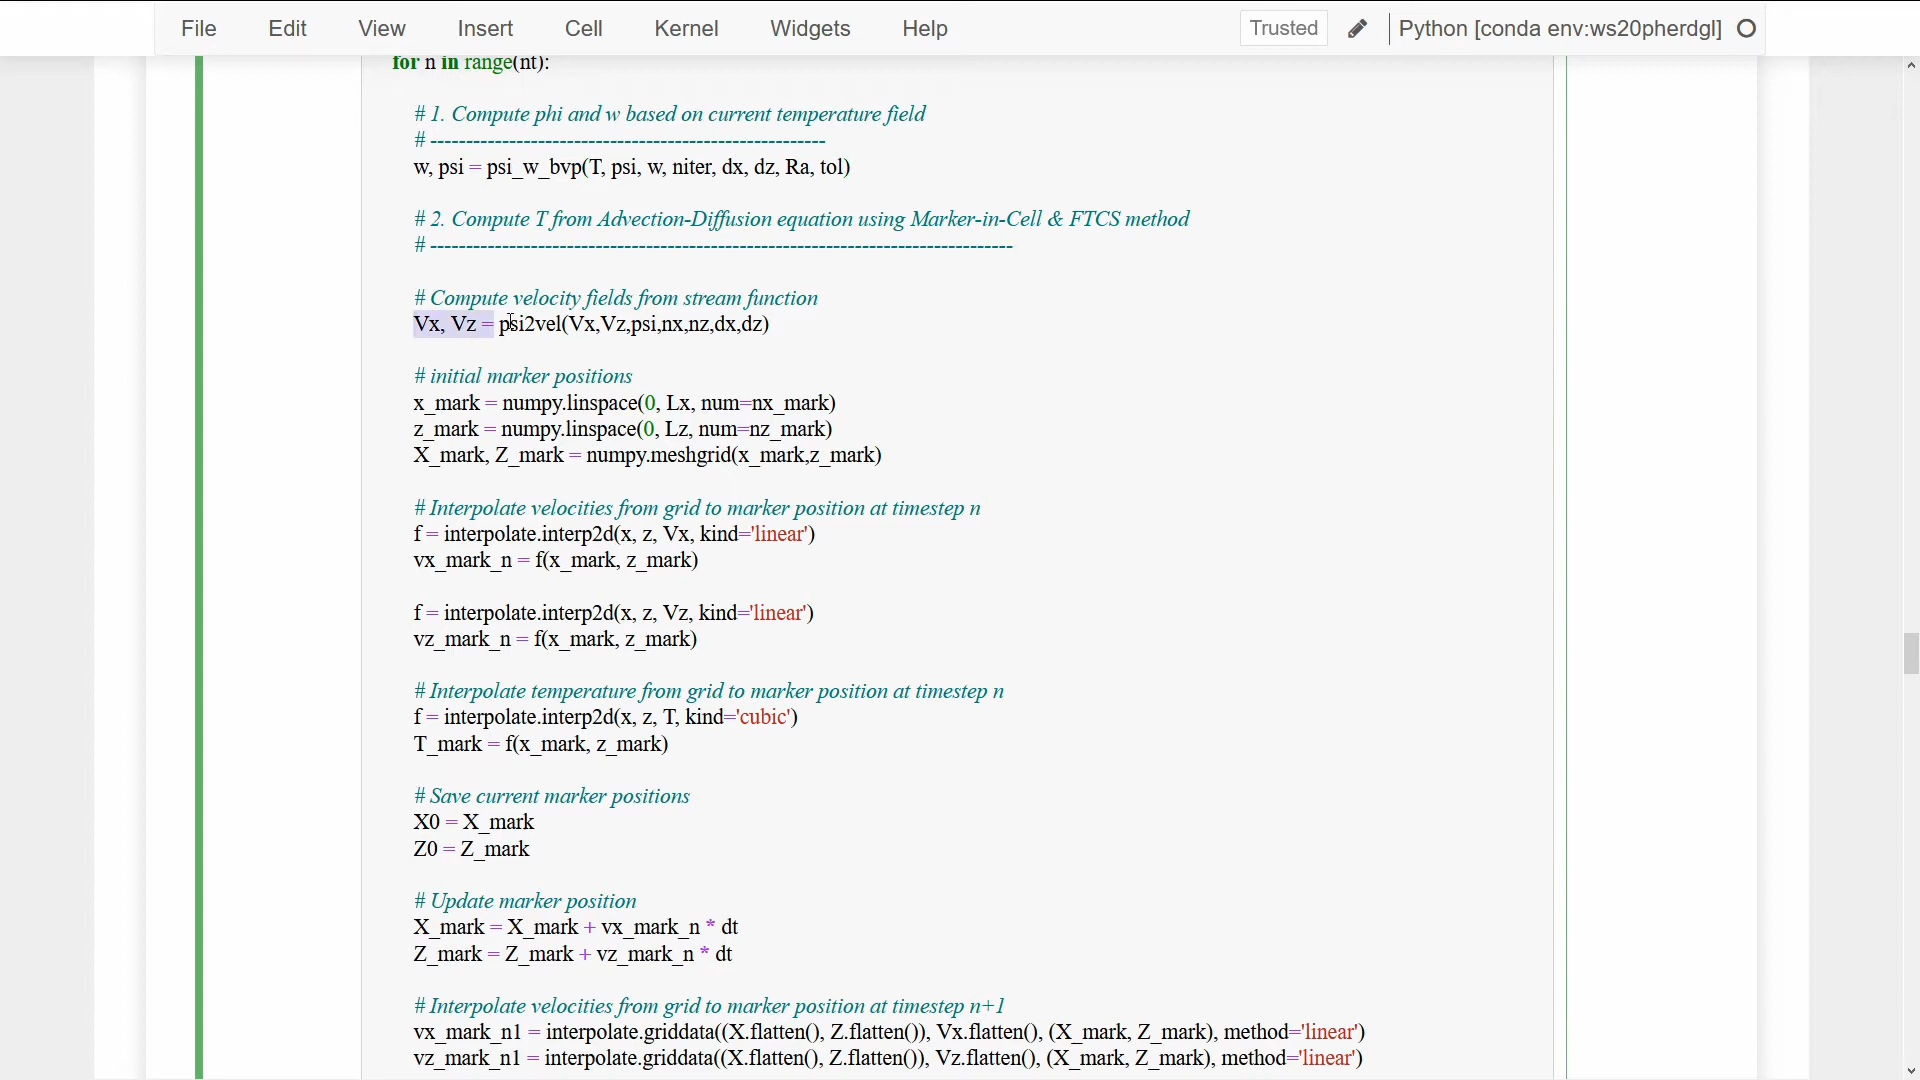 File Edit View Insert Cell Kernel Widgets Help Trusted Python [conda env:ws20pherdgl]
for n in range(nt):
# 1. Compute phi and w based on current temperature field
# -------------------------------------------------------
w, psi = psi_w_bvp(T, psi, w, niter, dx, dz, Ra, tol)
# 2. Compute T from Advection-Diffusion equation using Marker-in-Cell & FTCS method
# ---------------------------------------------------------------------------------
# Compute velocity fields from stream function
Vx, Vz = psi2vel(Vx,Vz,psi,nx,nz,dx,dz)
# initial marker positions
x_mark = numpy.linspace(0, Lx, num=nx_mark)
z_mark = numpy.linspace(0, Lz, num=nz_mark)
X_mark, Z_mark = numpy.meshgrid(x_mark,z_mark)
# Interpolate velocities from grid to marker position at timestep n
f = interpolate.interp2d(x, z, Vx, kind='linear')
vx_mark_n = f(x_mark, z_mark)
f = interpolate.interp2d(x, z, Vz, kind='linear')
vz_mark_n = f(x_mark, z_mark)
# Interpolate temperature from grid to marker position at timestep n
f = interpolate.interp2d(x, z, T, kind='cubic')
T_mark = f(x_mark, z_mark)
# Save current marker positions
X0 = X_mark
Z0 = Z_mark
# Update marker position
X_mark = X_mark + vx_mark_n * dt
Z_mark = Z_mark + vz_mark_n * dt
# Interpolate velocities from grid to marker position at timestep n+1
vx_mark_n1 = interpolate.griddata((X.flatten(), Z.flatten()), Vx.flatten(), (X_mark, Z_mark), method='linear')
vz_mark_n1 = interpolate.griddata((X.flatten(), Z.flatten()), Vz.flatten(), (X_mark, Z_mark), method='linear')